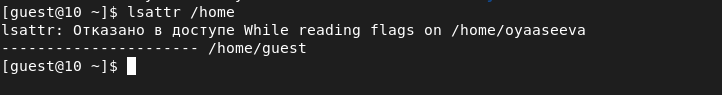 [guest@10 ~]$ lsattr /home
lsattr: Отказано в доступе While reading flags on /home/oyaaseeva
---------------------- /home/guest
[guest@10 ~]$